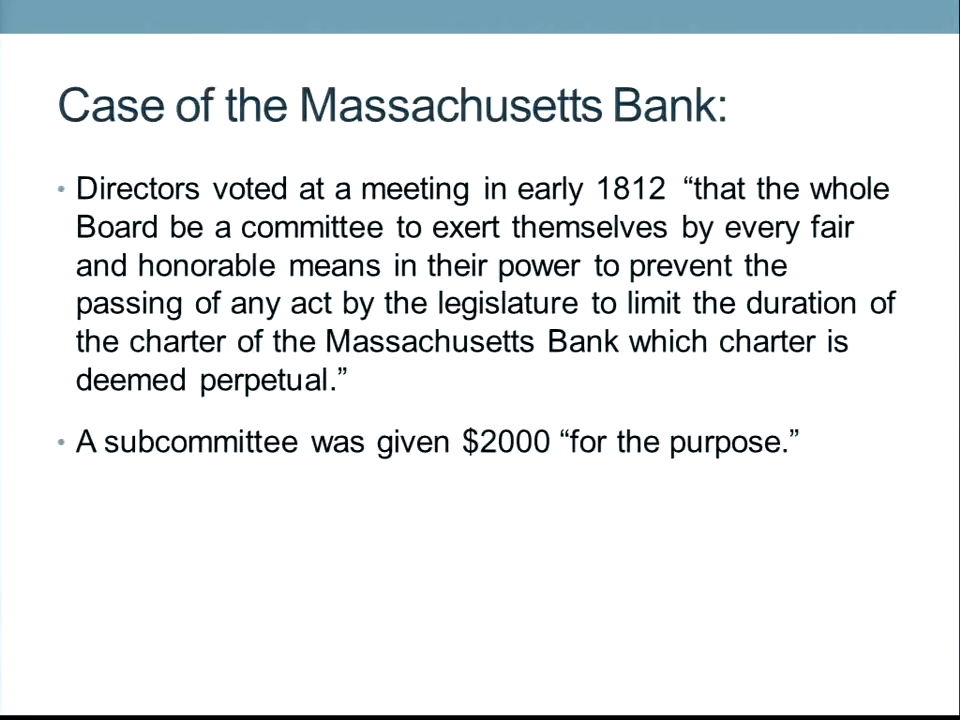 Case of the Massachusetts Bank:
• Directors voted at a meeting in early 1812 “that the whole
Board be a committee to exert themselves by every fair
and honorable means in their power to prevent the
passing of any act by the legislature to limit the duration of
the charter of the Massachusetts Bank which charter is
deemed perpetual.”
• A subcommittee was given $2000 “for the purpose.”